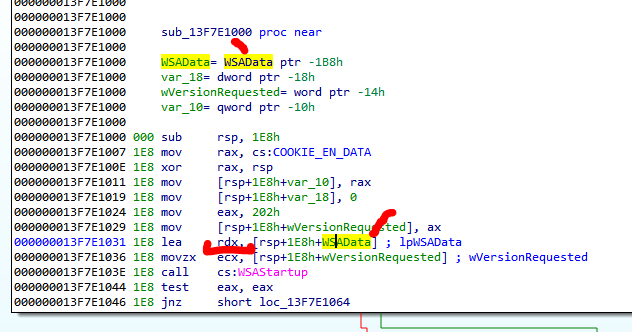 000000013F7E1000
000000013F7E1000
000000013F7E1000 sub_13F7E1000 proc near
000000013F7E1000
000000013F7E1000 WSAData= WSAData ptr -1B8h
000000013F7E1000 var_18= dword ptr -18h
000000013F7E1000 wVersionRequested= word ptr -14h
000000013F7E1000 var_10= qword ptr -10h
000000013F7E1000
000000013F7E1000 000 sub rsp, 1E8h
000000013F7E1007 1E8 mov rax, cs:COOKIE_EN_DATA
000000013F7E100E 1E8 xor rax, rsp
000000013F7E1011 1E8 mov [rsp+1E8h+var_10], rax
000000013F7E1019 1E8 mov [rsp+1E8h+var_18], 0
000000013F7E1024 1E8 mov eax, 202h
000000013F7E1029 1E8 mov [rsp+1E8h+wVersionRequested], ax
000000013F7E1031 1E8 lea rdx, [rsp+1E8h+WSAData] ; lpWSAData
000000013F7E1036 1E8 movzx ecx, [rsp+1E8h+wVersionRequested] ; wVersionRequested
000000013F7E103E 1E8 call cs:WSAStartup
000000013F7E1044 1E8 test eax, eax
000000013F7E1046 1E8 jnz short loc_13F7E1064